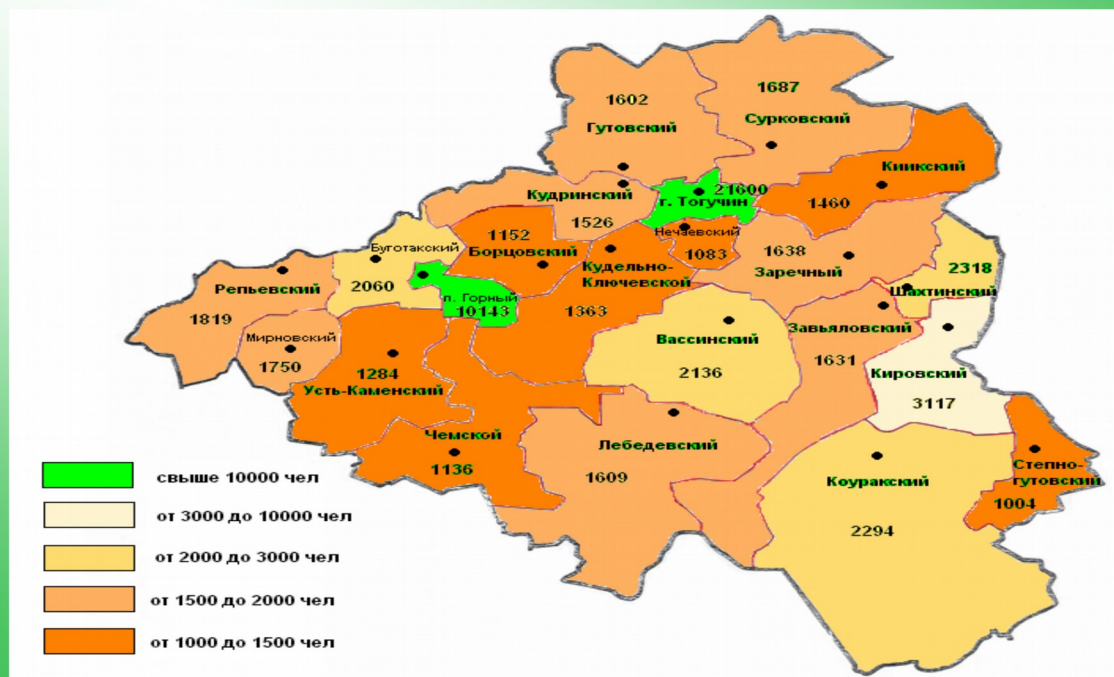 1687
1602
Сурковский
Гутовский
Киикский
Кудринский
21600
г. Тогучин
1460
1526
1152
Нечаевский
Борцовский
1083
1638
Буготакский
Кудельно-
Ключевской
Заречный
2318
Шахтинский
Репьевский
2060
п. Горный
10143
1363
1819
Мирновский
1750
Вассинский
2136
Завьяловский
1631
1284
Усть-Каменский
Кировский
3117
Чемской
1136
Лебедевский
1609
Коуракский
2294
Степно-
гутовский
1004
свыше 10000 чел
от 3000 до 10000 чел
от 2000 до 3000 чел
от 1500 до 2000 чел
от 1000 до 1500 чел